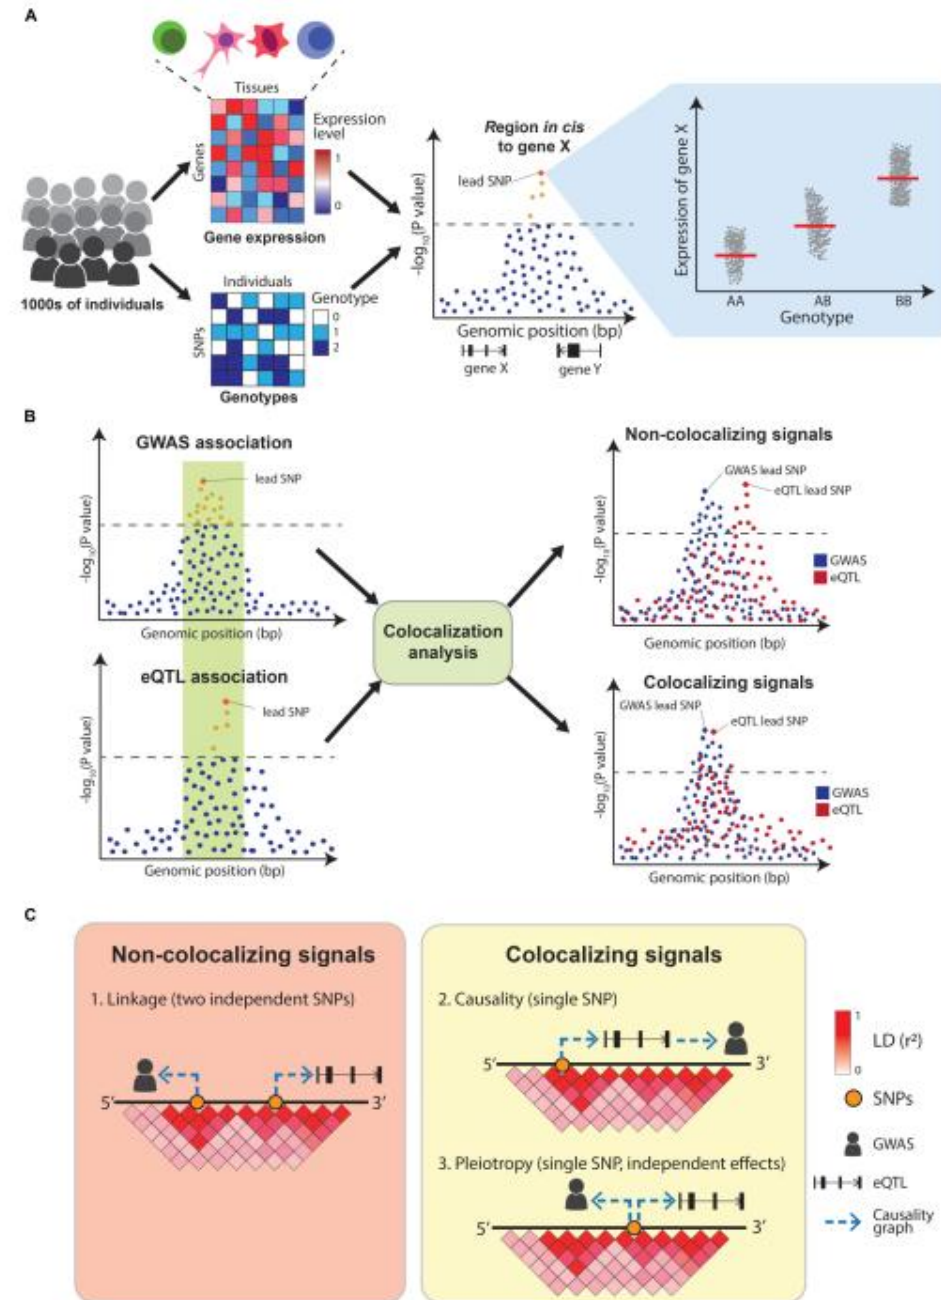 A
Tissues
Genes
Expression
level
1
0
Gene expression
1000s of individuals
Individuals
SNPs
Genotype
0
1
2
Genotypes
Region in cis
to gene X
lead SNP
-log10(P value)
Genomic position (bp)
gene X
gene Y
Expression of gene X
AA
AB
BB
Genotype
B
GWAS association
lead SNP
-log10(P value)
Genomic position (bp)
eQTL association
lead SNP
-log10(P value)
Genomic position (bp)
Colocalization
analysis
Non-colocalizing signals
GWAS lead SNP
eQTL lead SNP
-log10(P value)
GWAS
eQTL
Genomic position (bp)
Colocalizing signals
GWAS lead SNP
eQTL lead SNP
-log10(P value)
GWAS
eQTL
Genomic position (bp)
C
Non-colocalizing signals
1. Linkage (two independent SNPs)
5′
3′
Colocalizing signals
2. Causality (single SNP)
5′
3′
3. Pleiotropy (single SNP, independent effects)
5′
3′
1
0
LD (r²)
SNPs
GWAS
eQTL
Causality
graph